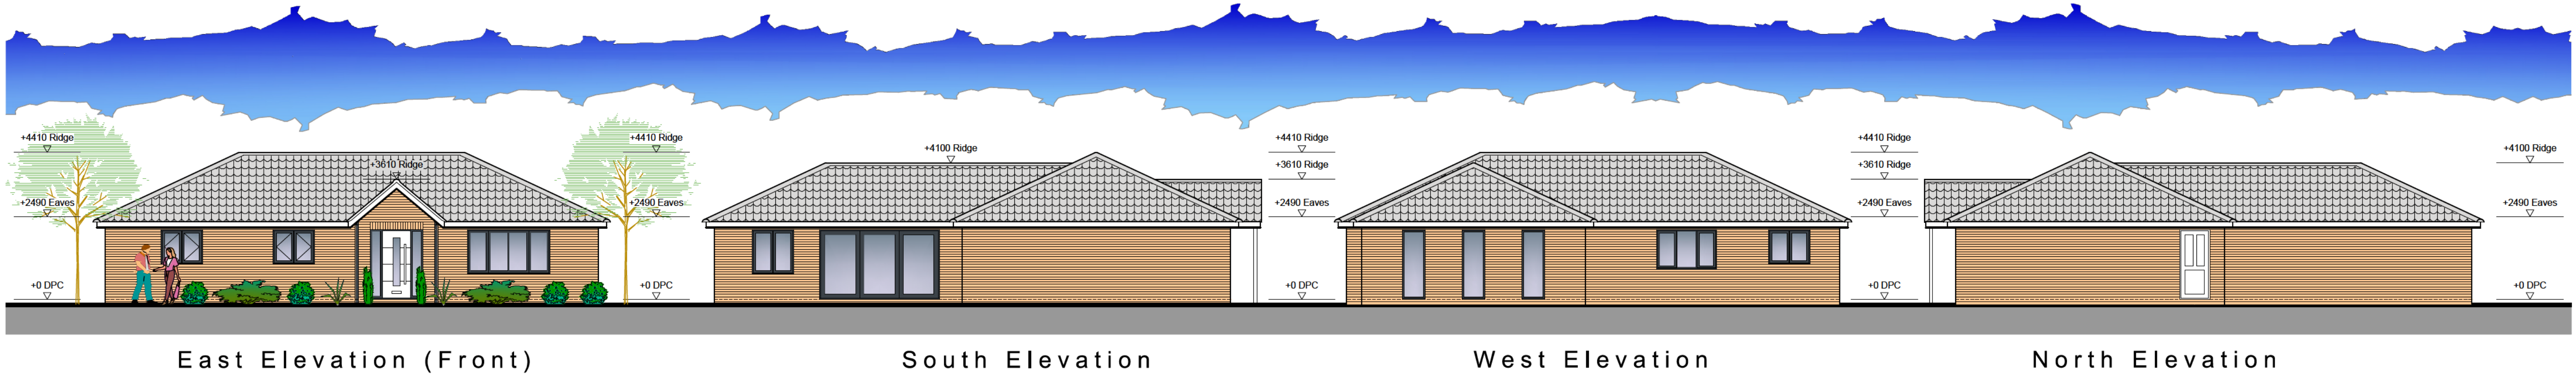 +4410 Ridge
+3610 Ridge
+2490 Eaves
+0 DPC
+4410 Ridge
+2490 Eaves
+0 DPC
East Elevation (Front)
+4100 Ridge
South Elevation
+4410 Ridge
+3610 Ridge
+2490 Eaves
+0 DPC
West Elevation
+4410 Ridge
+3610 Ridge
+2490 Eaves
+0 DPC
North Elevation
+4100 Ridge
+2490 Eaves
+0 DPC